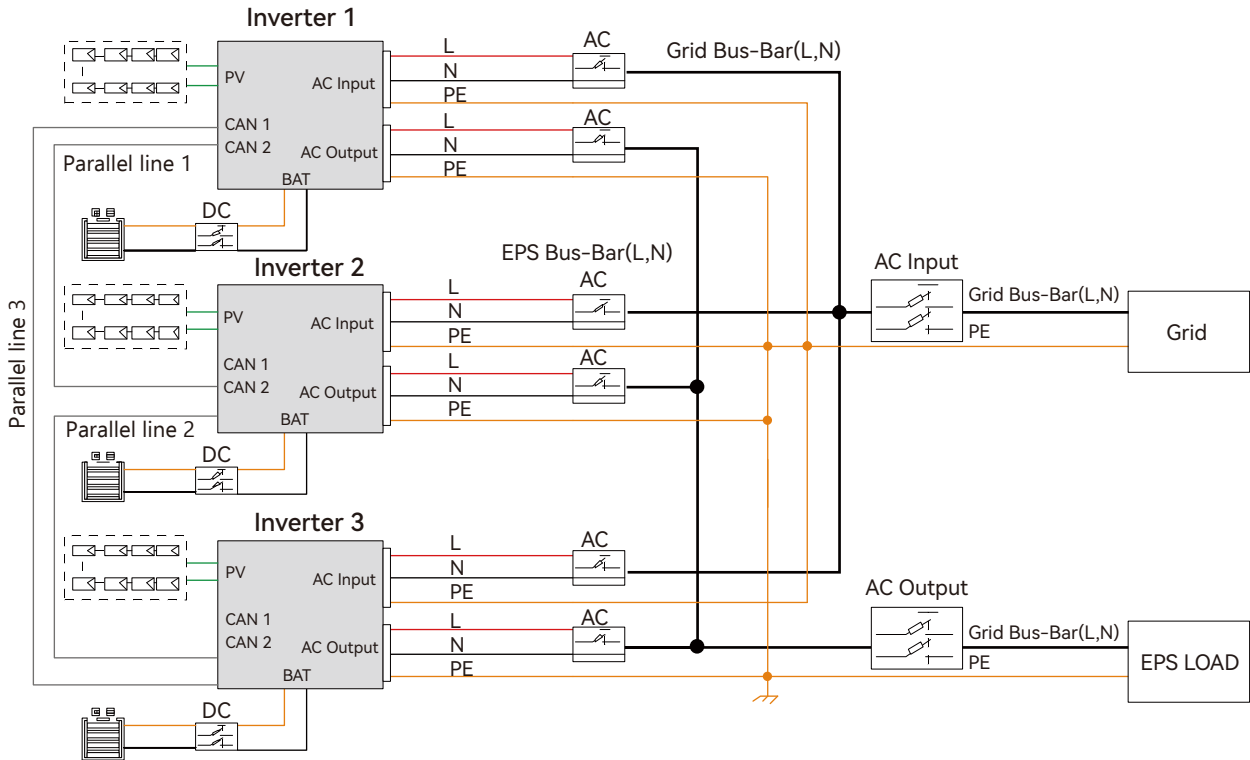 Inverter 1
PV
CAN 1
CAN 2
BAT
AC Input
AC Output
L
N
PE
L
N
PE
AC
AC
Grid Bus-Bar(L,N)
Parallel line 1
DC
Parallel line 3
Inverter 2
PV
CAN 1
CAN 2
BAT
AC Input
AC Output
L
N
PE
L
N
PE
EPS Bus-Bar(L,N)
AC
AC
Parallel line 2
DC
AC Input
Grid Bus-Bar(L,N)
PE
Grid
Inverter 3
PV
CAN 1
CAN 2
BAT
AC Input
AC Output
L
N
PE
L
N
PE
AC
AC
DC
AC Output
Grid Bus-Bar(L,N)
PE
EPS LOAD